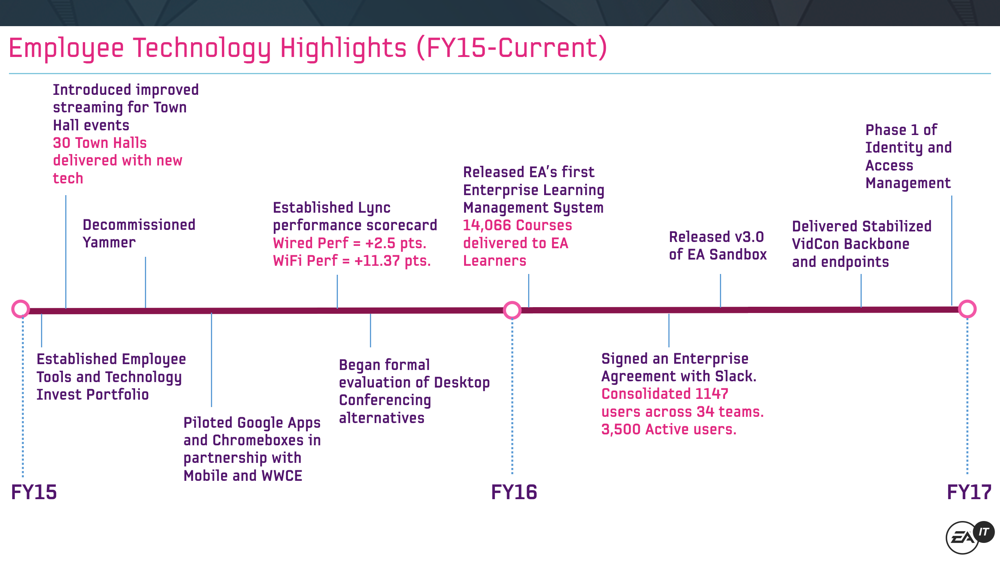 Employee Technology Highlights (FY15-Current)
Introduced improved
streaming for Town
Hall events
30 Town Halls
delivered with new
tech
Decommissioned
Yammer
Established Lync
performance scorecard
Wired Perf = +2.5 pts.
WiFi Perf = +11.37 pts.
Released EA's first
Enterprise Learning
Management System
14,066 Courses
delivered to EA
Learners
Released v3.0
of EA Sandbox
Delivered Stabilized
VidCon Backbone
and endpoints
Phase 1 of
Identity and
Access
Management
Established Employee
Tools and Technology
Invest Portfolio
Piloted Google Apps
and Chromeboxes in
partnership with
Mobile and WWCE
Began formal
evaluation of Desktop
Conferencing
alternatives
Signed an Enterprise
Agreement with Slack.
Consolidated 1147
users across 34 teams.
3,500 Active users.
FY15
FY16
FY17
EA
IT